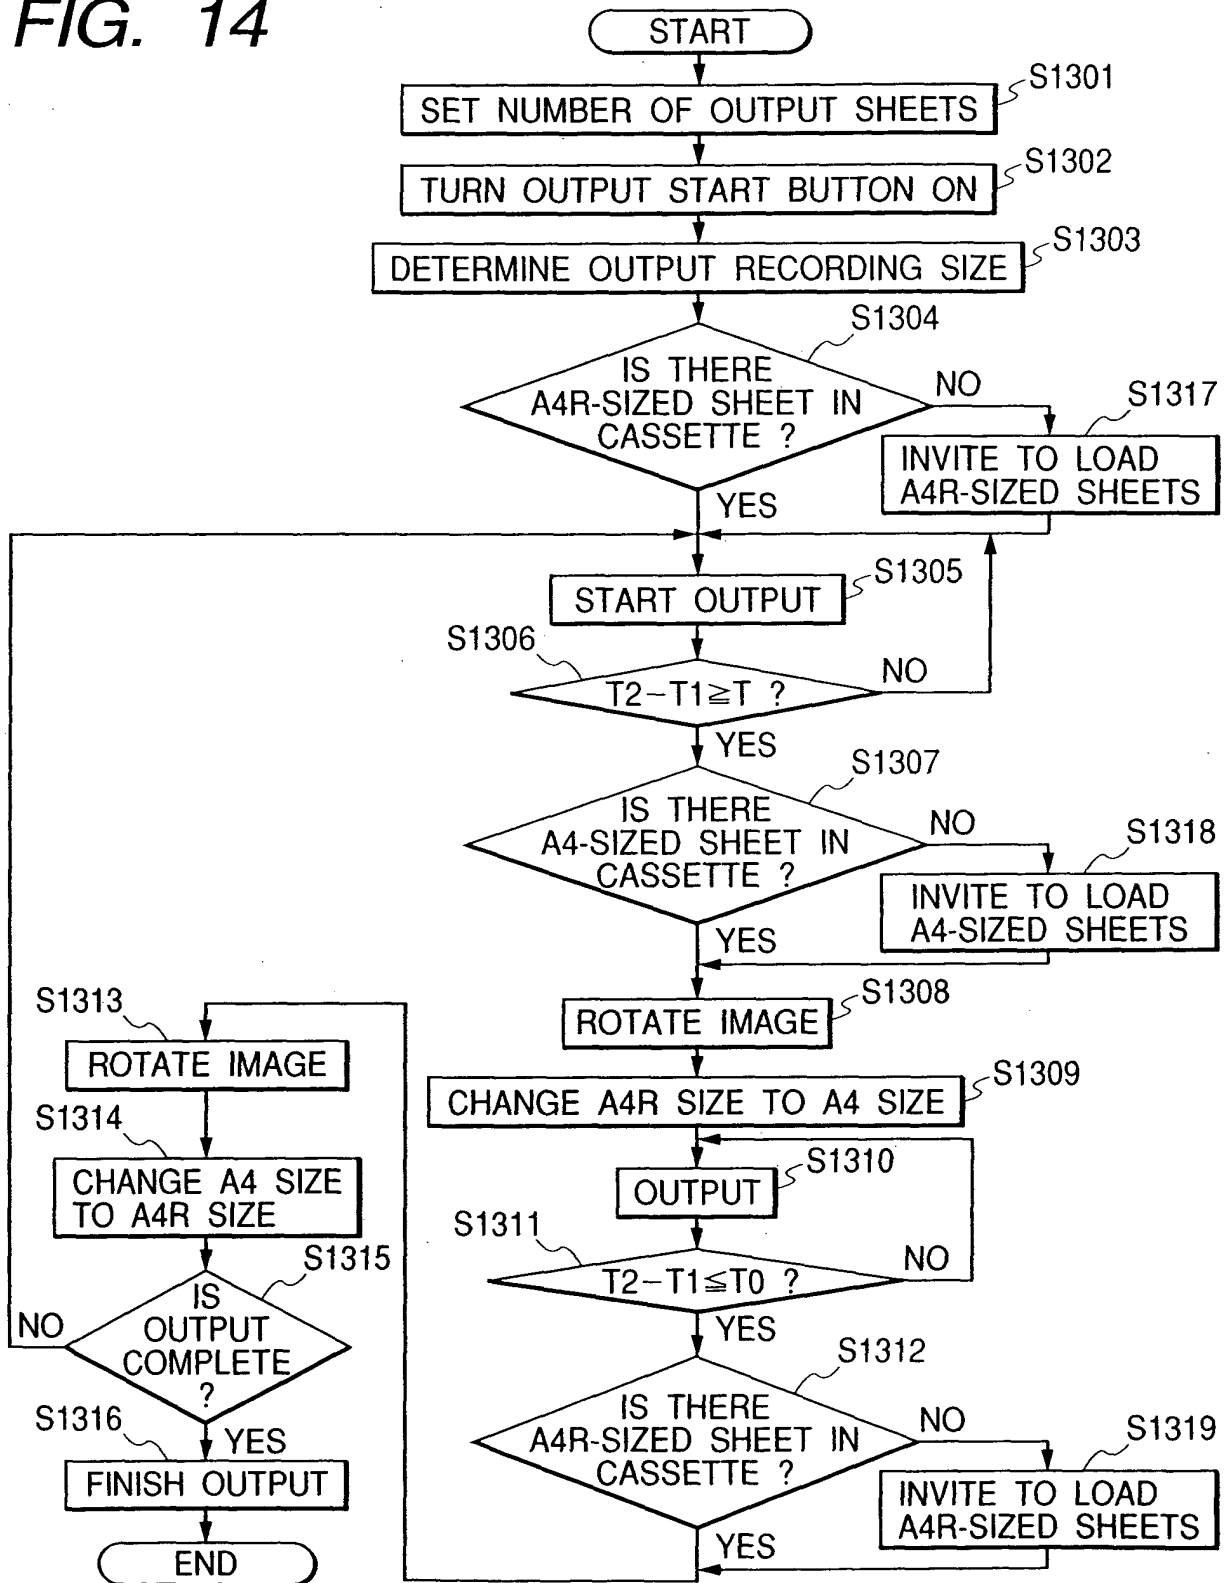 FIG. 14
START
S1301
SET NUMBER OF OUTPUT SHEETS
S1302
TURN OUTPUT START BUTTON ON
S1303
DETERMINE OUTPUT RECORDING SIZE
S1304
IS THERE
A4R-SIZED SHEET IN
CASSETTE ?
NO
S1317
INVITE TO LOAD
A4R-SIZED SHEETS
YES
S1305
START OUTPUT
S1306
T2−T1≧T ?
NO
YES
S1307
IS THERE
A4-SIZED SHEET IN
CASSETTE ?
NO
S1318
INVITE TO LOAD
A4-SIZED SHEETS
YES
S1308
ROTATE IMAGE
S1309
CHANGE A4R SIZE TO A4 SIZE
S1310
OUTPUT
S1311
T2−T1≦T0 ?
NO
YES
S1312
IS THERE
A4R-SIZED SHEET IN
CASSETTE ?
NO
S1319
INVITE TO LOAD
A4R-SIZED SHEETS
YES
S1313
ROTATE IMAGE
S1314
CHANGE A4 SIZE
TO A4R SIZE
S1315
IS
OUTPUT
COMPLETE
?
NO
YES
S1316
FINISH OUTPUT
END